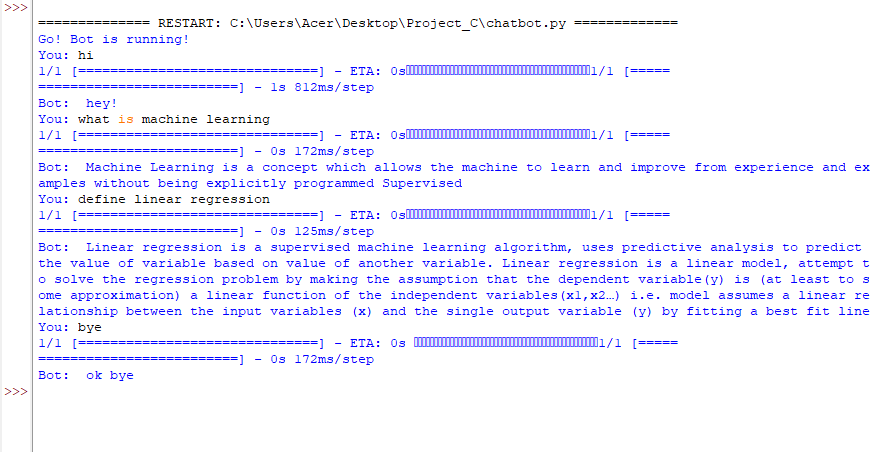 >>>
============== RESTART: C:\Users\Acer\Desktop\Project_C\chatbot.py =============
Go! Bot is running!
You: hi
1/1 [==============================] - ETA: 0s1/1 [=====
=========================] - 1s 812ms/step
Bot:  hey!
You: what is machine learning
1/1 [==============================] - ETA: 0s1/1 [=====
=========================] - 0s 172ms/step
Bot:  Machine Learning is a concept which allows the machine to learn and improve from experience and ex
amples without being explicitly programmed Supervised
You: define linear regression
1/1 [==============================] - ETA: 0s1/1 [=====
=========================] - 0s 125ms/step
Bot:  Linear regression is a supervised machine learning algorithm, uses predictive analysis to predict
the value of variable based on value of another variable. Linear regression is a linear model, attempt t
o solve the regression problem by making the assumption that the dependent variable(y) is (at least to s
ome approximation) a linear function of the independent variables(x1,x2…) i.e. model assumes a linear re
lationship between the input variables (x) and the single output variable (y) by fitting a best fit line
You: bye
1/1 [==============================] - ETA: 0s 1/1 [=====
=========================] - 0s 172ms/step
Bot:  ok bye
>>>